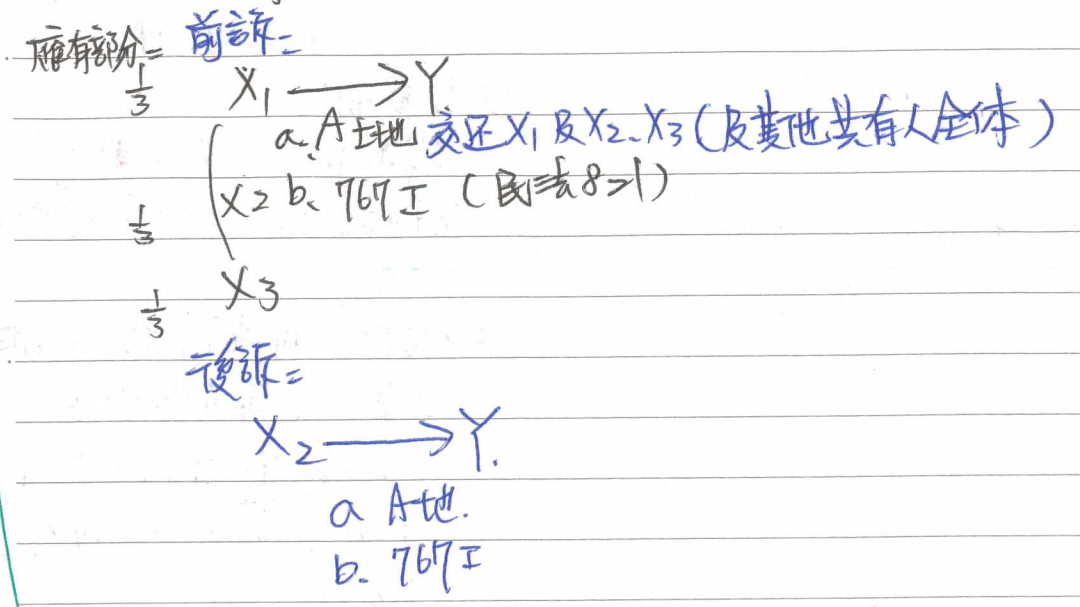 應有部分= 前訴=
1/3 X1 → Y
a、A土地 交还X1及X2、X3(及其他共有人全体)
1/3 X2 b、767I (民法821)
1/3 X3
後訴=
X2 → Y.
a A地.
b. 767I